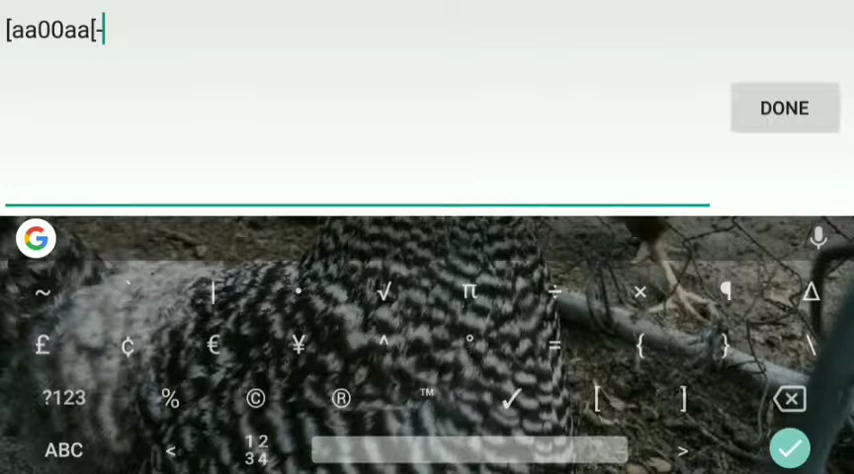 [aa00aa[-
DONE
G
~ ` | • √ π ÷ × ¶ Δ
£ ¢ € ¥ ^ ° = { } \
?123 % © ® ™ ✓ [ ]
ABC < 1 2 3 4 >